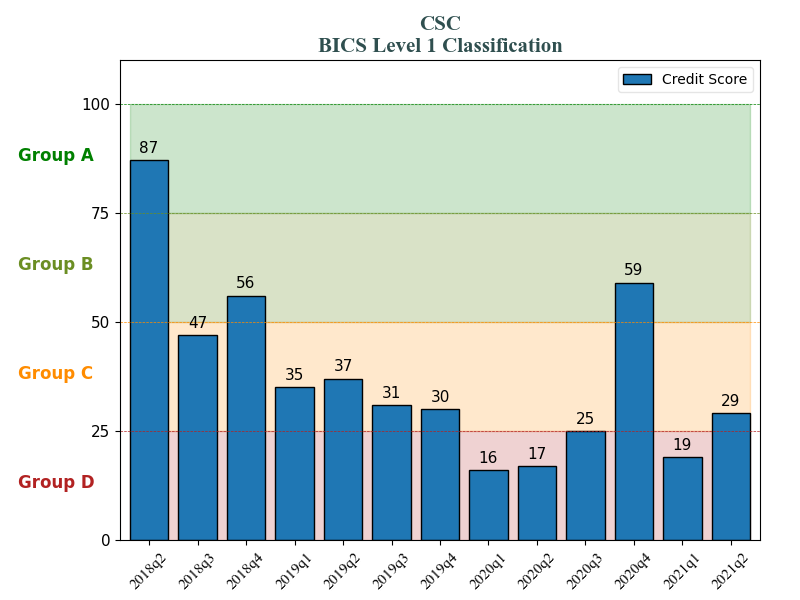 CSC
BICS Level 1 Classification
Credit Score
100
Group A
87
75
Group B
59
56
50
47
Group C
37
35
31
30
29
25
25
19
17
16
Group D
0
2018q2 2018q3 2018q4 2019q1 2019q2 2019q3 2019q4 2020q1 2020q2 2020q3 2020q4 2021q1 2021q2